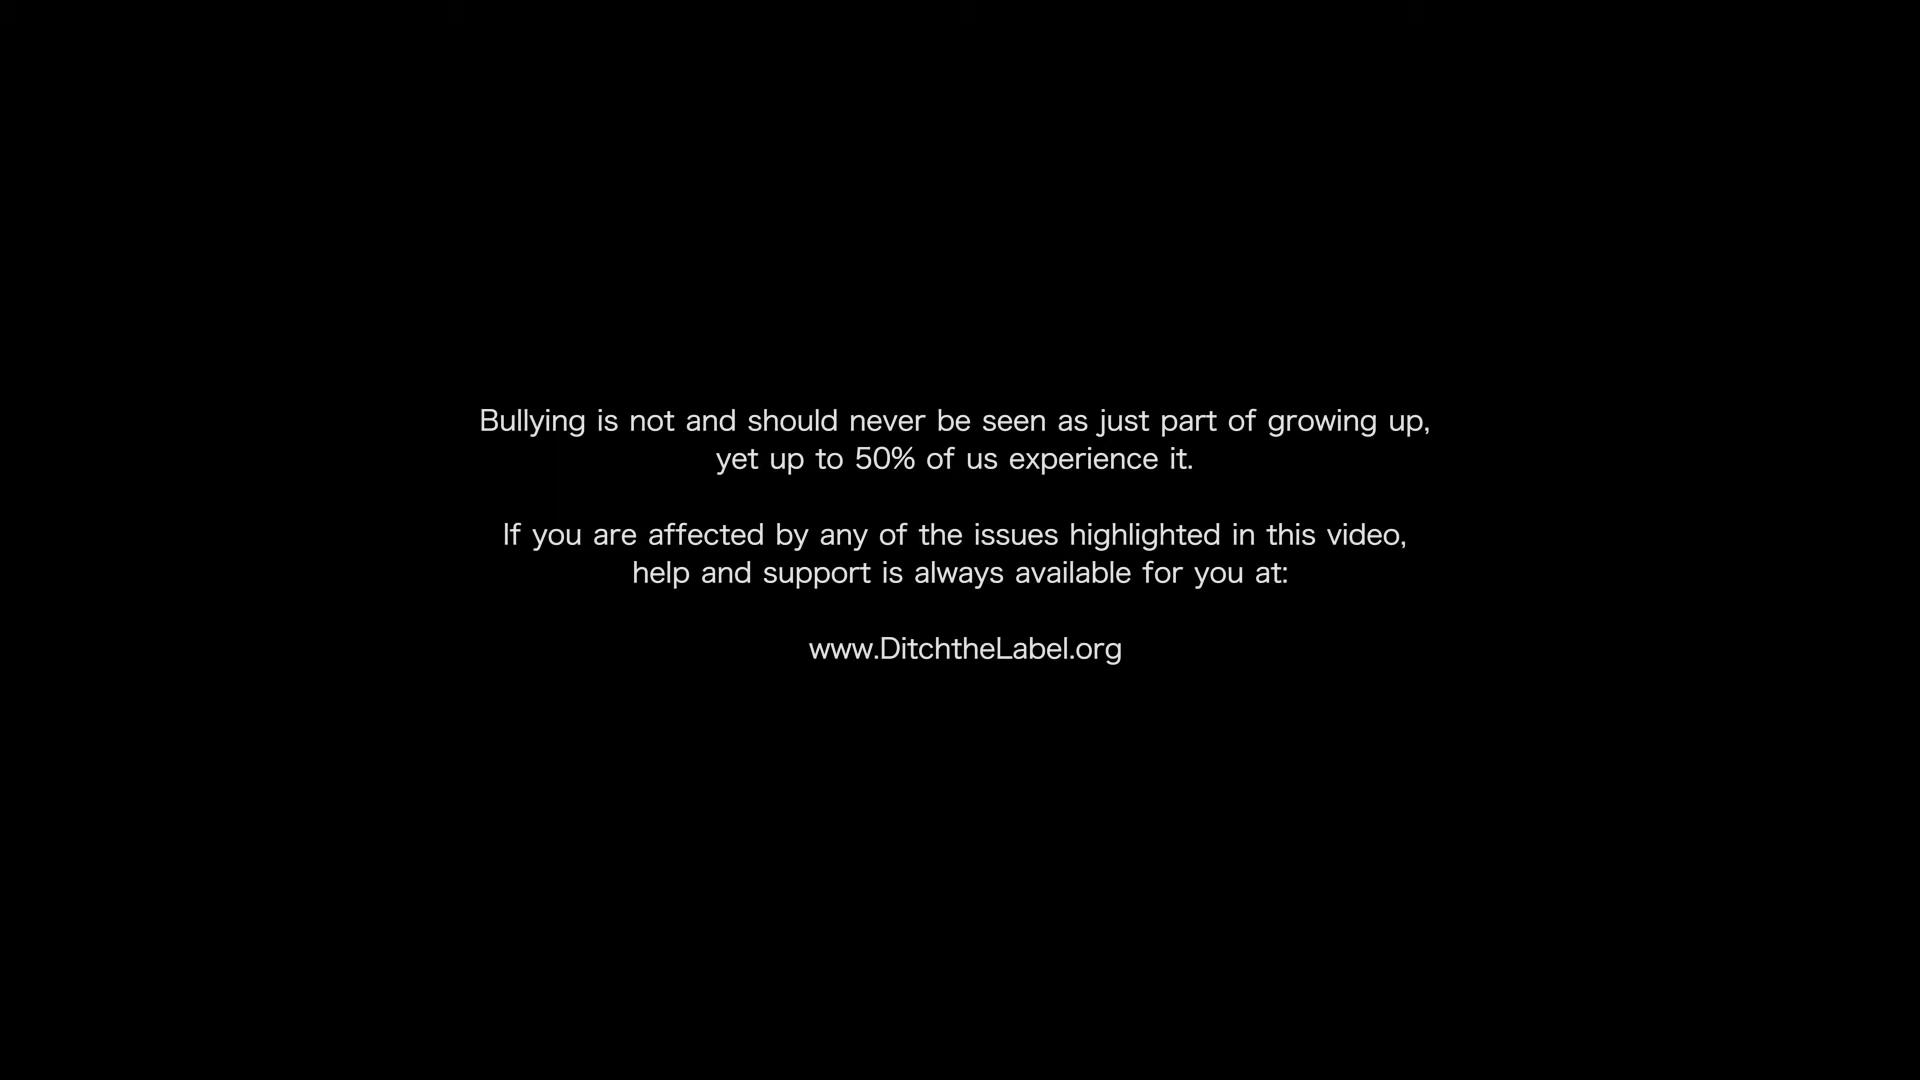 Bullying is not and should never be seen as just part of growing up,
yet up to 50% of us experience it.
If you are affected by any of the issues highlighted in this video,
help and support is always available for you at:
www.DitchtheLabel.org